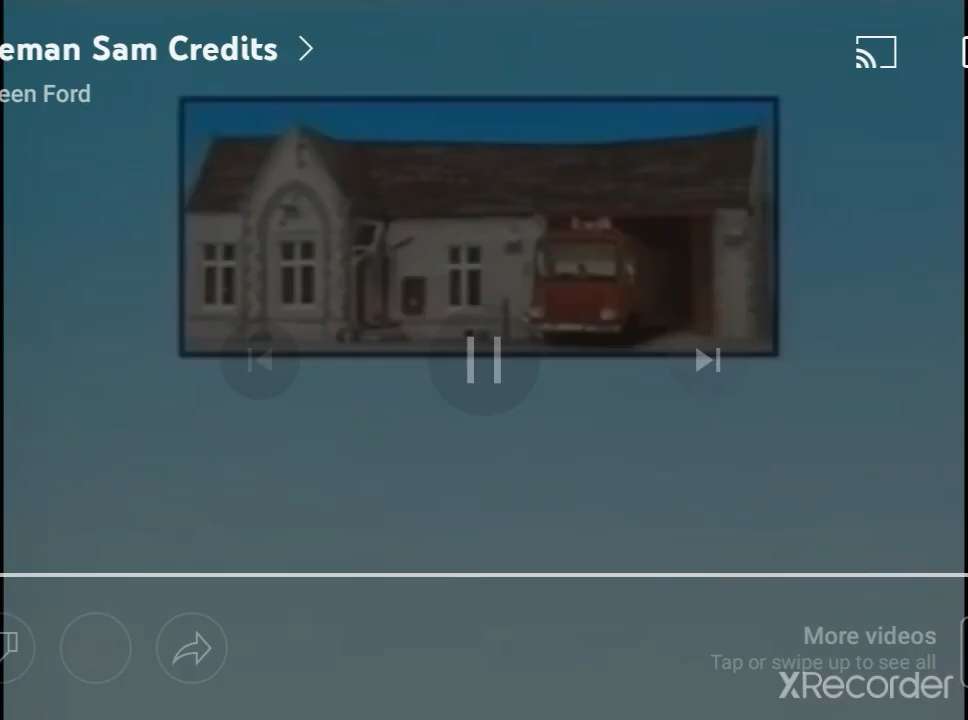 eman Sam Credits
een Ford
More videos
Tap or swipe up to see all
XRecorder